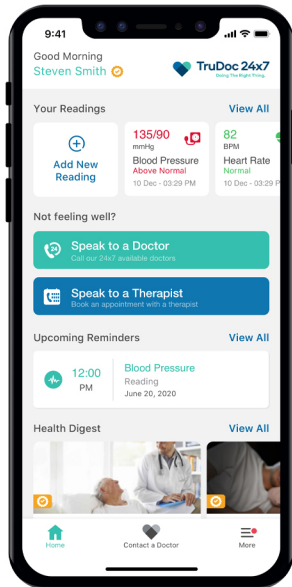 9:41
Good Morning
Steven Smith
TruDoc 24x7
Doing The Right Thing.
Your Readings
View All
Add New
Reading
135/90
mmHg
Blood Pressure
Above Normal
10 Dec - 03:29 PM
82
BPM
Heart Rate
Normal
10 Dec - 03:29 P
Not feeling well?
24
Speak to a Doctor
Call our 24x7 available doctors
Speak to a Therapist
Book an appointment with a therapist
Upcoming Reminders
View All
12:00
PM
Blood Pressure
Reading
June 20, 2020
Health Digest
View All
Home
Contact a Doctor
More